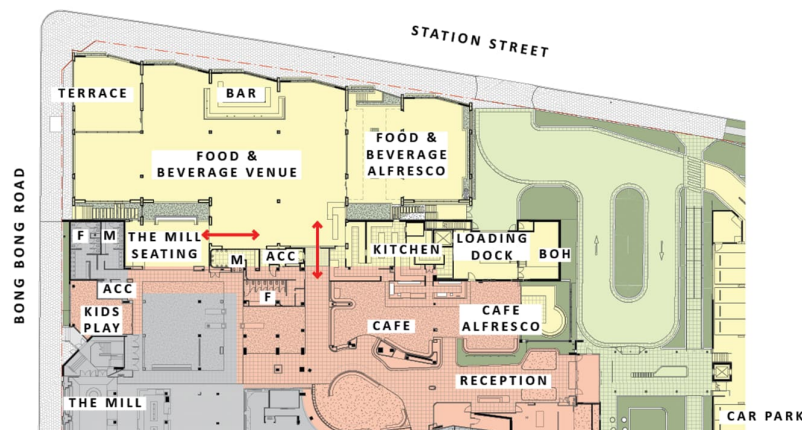 STATION STREET
TERRACE
BAR
FOOD &
BEVERAGE VENUE
FOOD &
BEVERAGE
ALFRESCO
BONG BONG ROAD
F
M
THE MILL
SEATING
M
ACC
KITCHEN
LOADING
DOCK
BOH
ACC
F
KIDS
PLAY
CAFE
CAFE
ALFRESCO
RECEPTION
THE MILL
CAR PARK